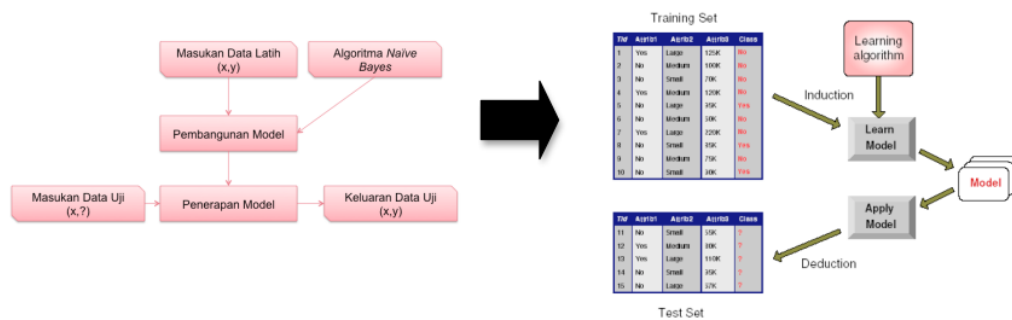 Masukan Data Latih
(x,y)
Algoritma Naïve
Bayes
Pembangunan Model
Masukan Data Uji
(x,?)
Penerapan Model
Keluaran Data Uji
(x,y)
Training Set
Tid Attrib1 Attrib2 Attrib3 Class
1 Yes Large 125K No
2 No Medium 100K No
3 No Small 70K No
4 Yes Medium 120K No
5 No Large 95K Yes
6 No Medium 60K No
7 Yes Large 220K No
8 No Small 85K Yes
9 No Medium 75K No
10 No Small 90K Yes
Learning
algorithm
Induction
Learn
Model
Model
Apply
Model
Tid Attrib1 Attrib2 Attrib3 Class
11 No Small 55K ?
12 Yes Medium 80K ?
13 Yes Large 110K ?
14 No Small 95K ?
15 No Large 67K ?
Deduction
Test Set